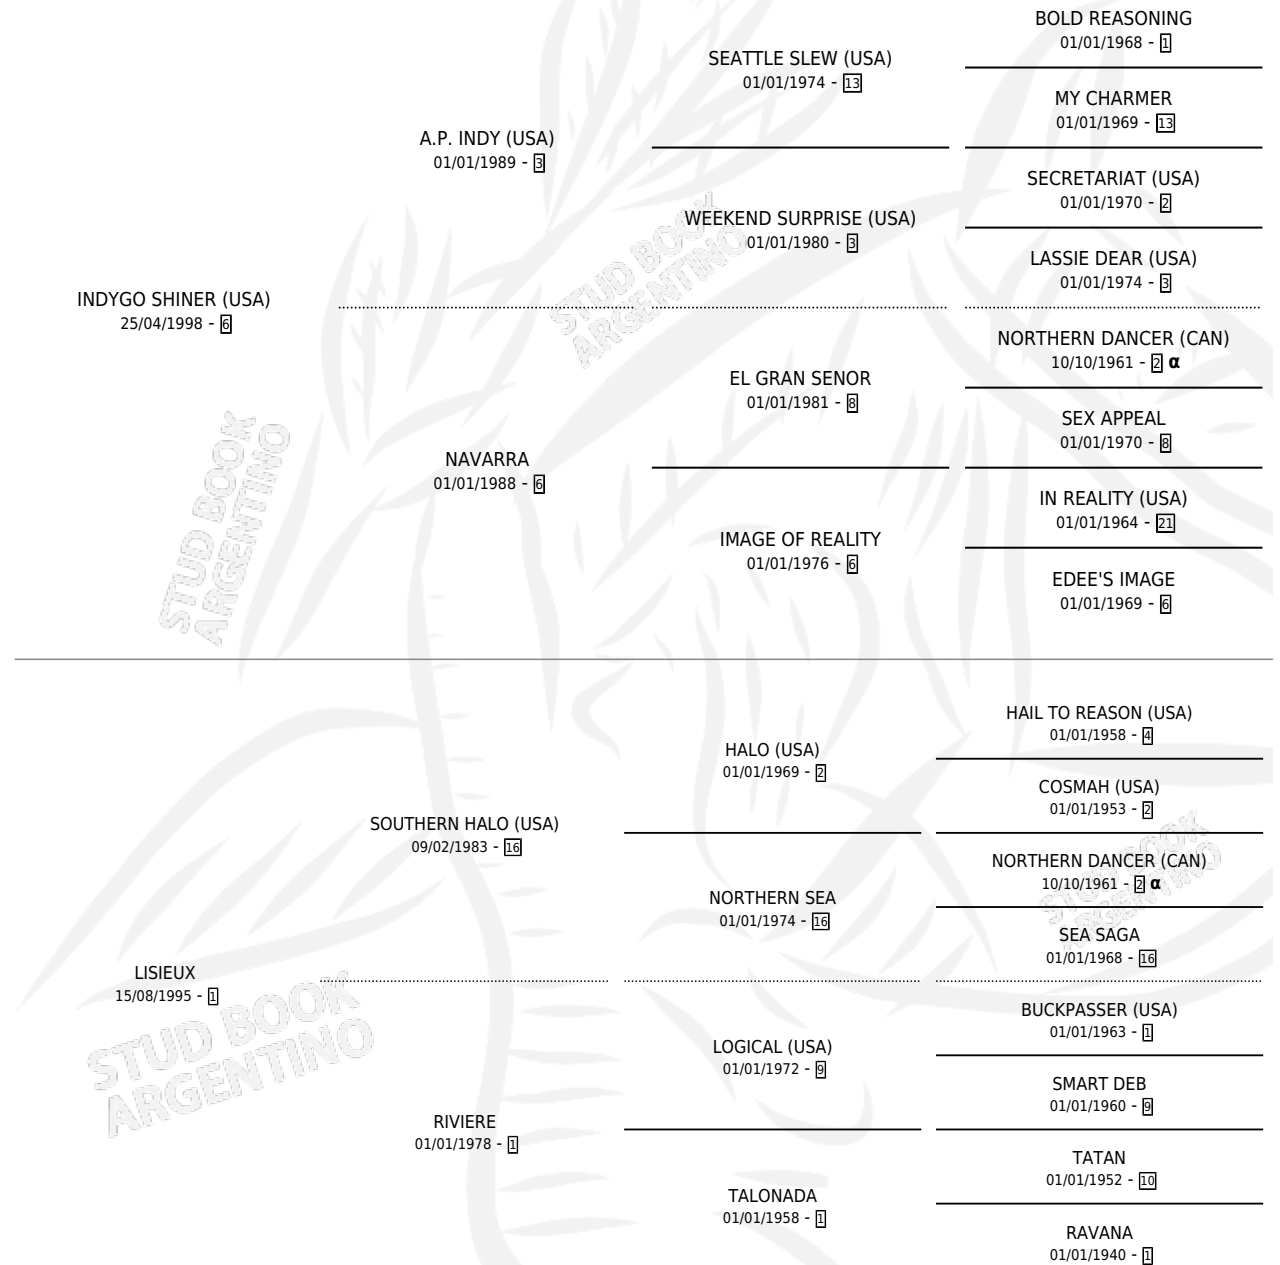 BOLD REASONING
01/01/1968 - 1
SEATTLE SLEW (USA)
01/01/1974 - 13
MY CHARMER
01/01/1969 - 13
A.P. INDY (USA)
01/01/1989 - 3
SECRETARIAT (USA)
01/01/1970 - 2
WEEKEND SURPRISE (USA)
01/01/1980 - 3
LASSIE DEAR (USA)
01/01/1974 - 3
STUD BOOK
ARGENTINO
INDYGO SHINER (USA)
25/04/1998 - 6
NORTHERN DANCER (CAN)
10/10/1961 - 2 α
EL GRAN SENOR
01/01/1981 - 8
SEX APPEAL
01/01/1970 - 8
NAVARRA
01/01/1988 - 6
IN REALITY (USA)
01/01/1964 - 21
IMAGE OF REALITY
01/01/1976 - 6
EDEE'S IMAGE
01/01/1969 - 6
STUD BOOK
ARGENTINO
HAIL TO REASON (USA)
01/01/1958 - 4
HALO (USA)
01/01/1969 - 2
COSMAH (USA)
01/01/1953 - 2
SOUTHERN HALO (USA)
09/02/1983 - 16
NORTHERN DANCER (CAN)
10/10/1961 - 2 α
NORTHERN SEA
01/01/1974 - 16
SEA SAGA
01/01/1968 - 16
STUD BOOK
ARGENTINO
LISIEUX
15/08/1995 - 1
BUCKPASSER (USA)
01/01/1963 - 1
LOGICAL (USA)
01/01/1972 - 9
SMART DEB
01/01/1960 - 9
STUD BOOK
ARGENTINO
RIVIERE
01/01/1978 - 1
TATAN
01/01/1952 - 10
TALONADA
01/01/1958 - 1
RAVANA
01/01/1940 - 1